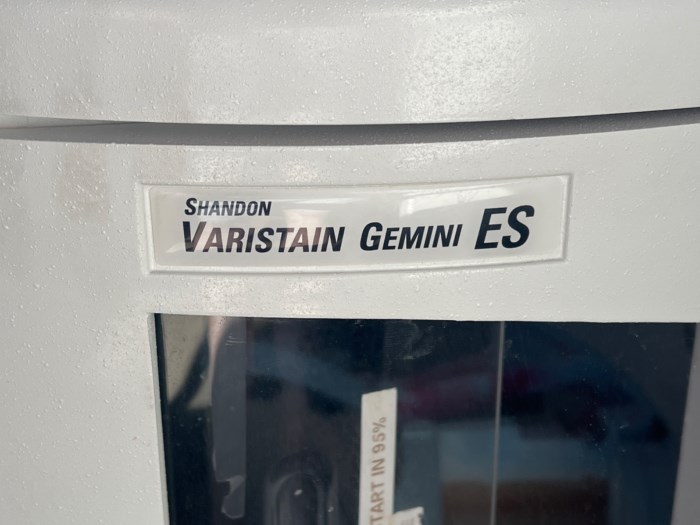 SHANDON
VARISTAIN GEMINI ES
TART IN 95%